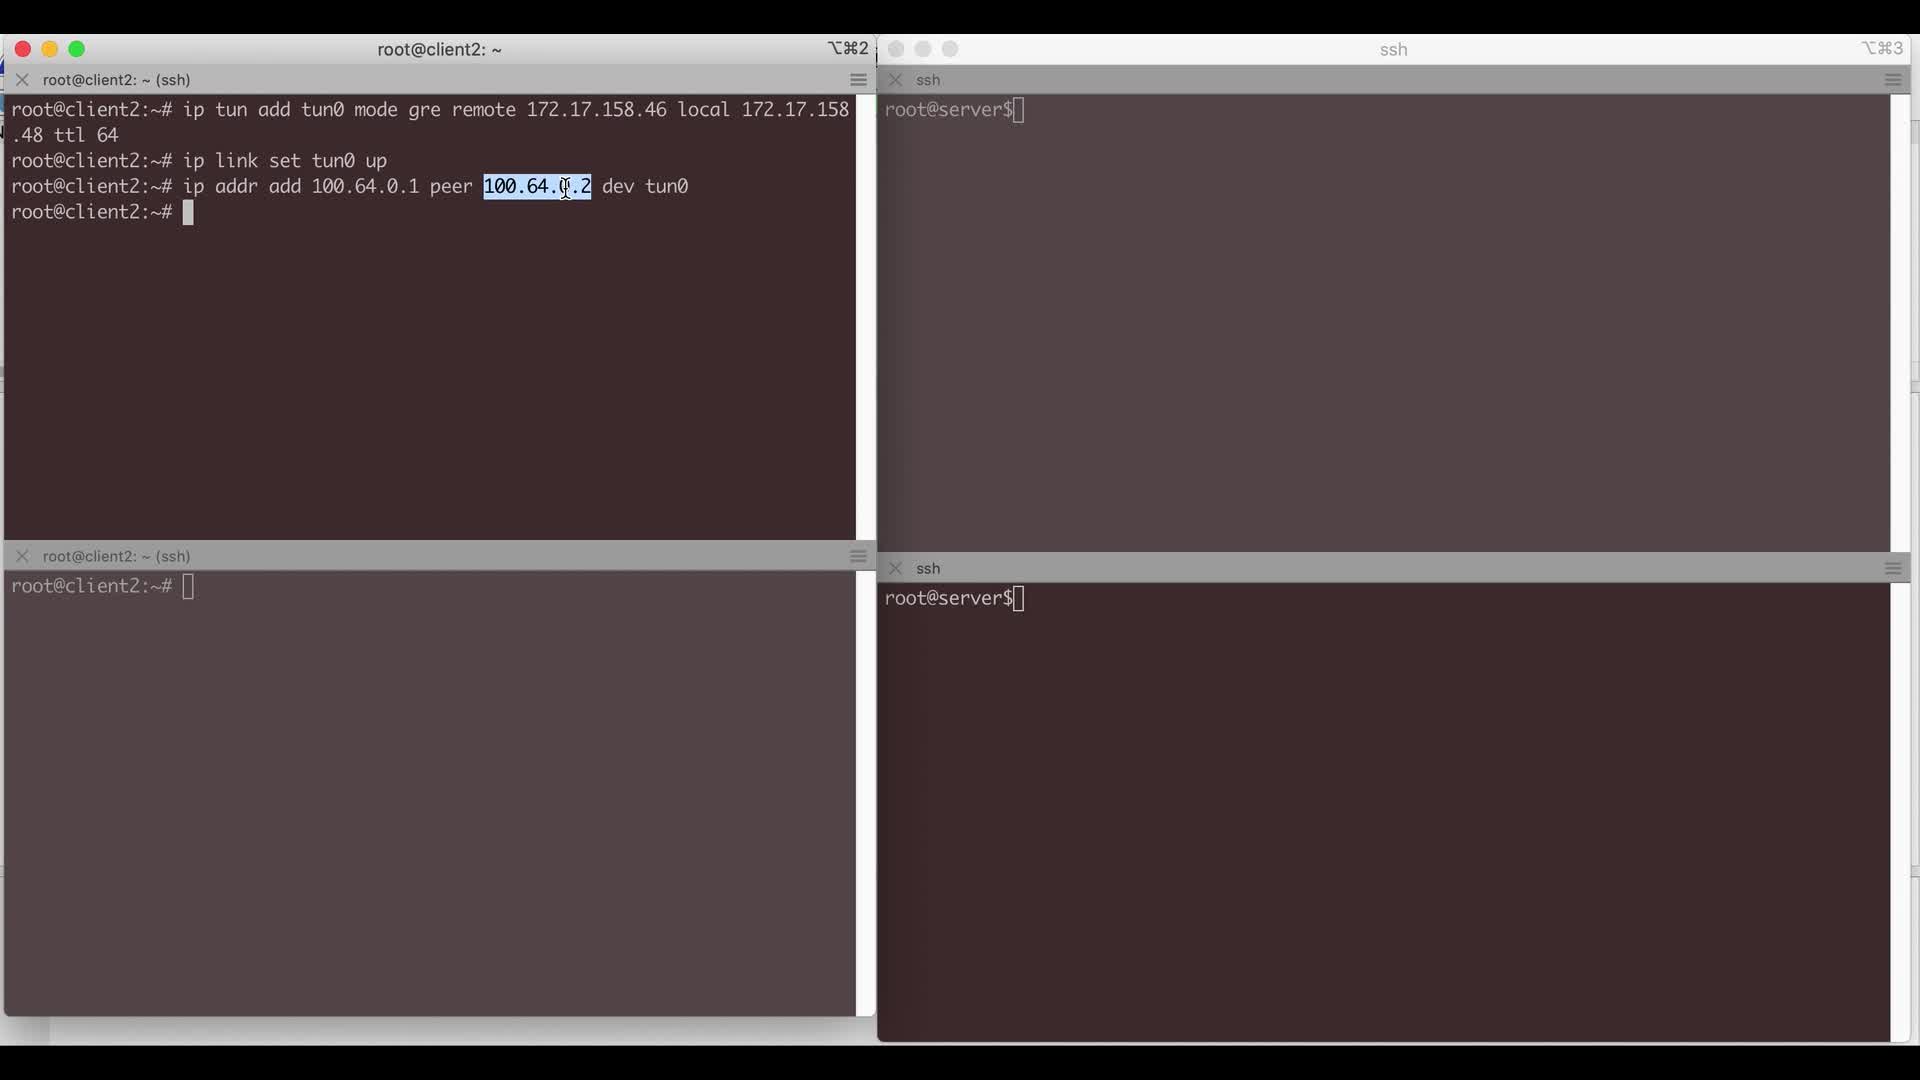 root@client2: ~
⌥⌘2
root@client2: ~ (ssh)
root@client2:~# ip tun add tun0 mode gre remote 172.17.158.46 local 172.17.158
.48 ttl 64
root@client2:~# ip link set tun0 up
root@client2:~# ip addr add 100.64.0.1 peer 100.64.0.2 dev tun0
root@client2:~#
root@client2: ~ (ssh)
root@client2:~#
ssh
⌥⌘3
ssh
root@server$
ssh
root@server$